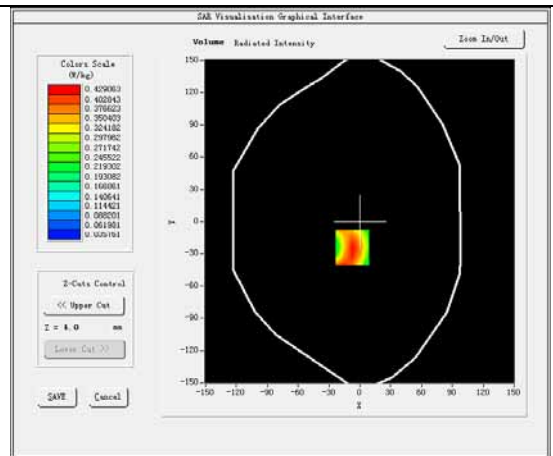 SAR Visualisation Graphical Interface
Volume Radiated Intensity
Zoom In/Out
Colors Scale
(W/kg)
0.429063
0.402843
0.376623
0.350403
0.324182
0.297962
0.271742
0.245522
0.219302
0.193082
0.166861
0.140641
0.114421
0.088201
0.061981
0.035761
150
120
90
60
30
0
-30
-60
-90
-120
-150
Y
-150 -120 -90 -60 -30 0 30 60 90 120 150
X
Z-Cuts Control
<< Upper Cut
Z = 4.0 mm
Lower Cut >>
SAVE Cancel